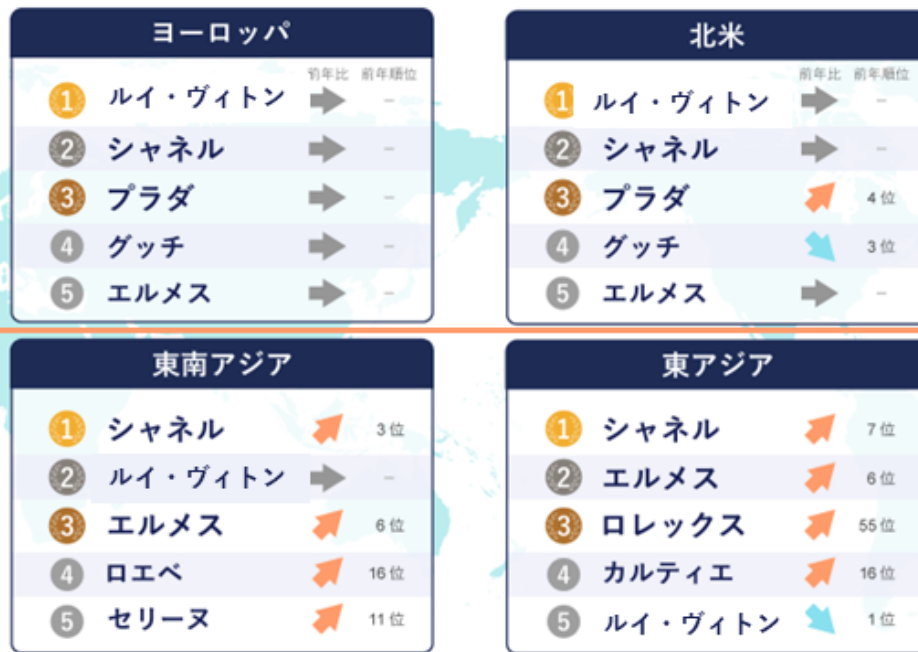 ヨーロッパ
前年比 前年順位
1 ルイ・ヴィトン –
2 シャネル –
3 プラダ –
4 グッチ –
5 エルメス –
北米
前年比 前年順位
1 ルイ・ヴィトン –
2 シャネル –
3 プラダ 4位
4 グッチ 3位
5 エルメス –
東南アジア
1 シャネル 3位
2 ルイ・ヴィトン –
3 エルメス 6位
4 ロエベ 16位
5 セリーヌ 11位
東アジア
1 シャネル 7位
2 エルメス 6位
3 ロレックス 55位
4 カルティエ 16位
5 ルイ・ヴィトン 1位